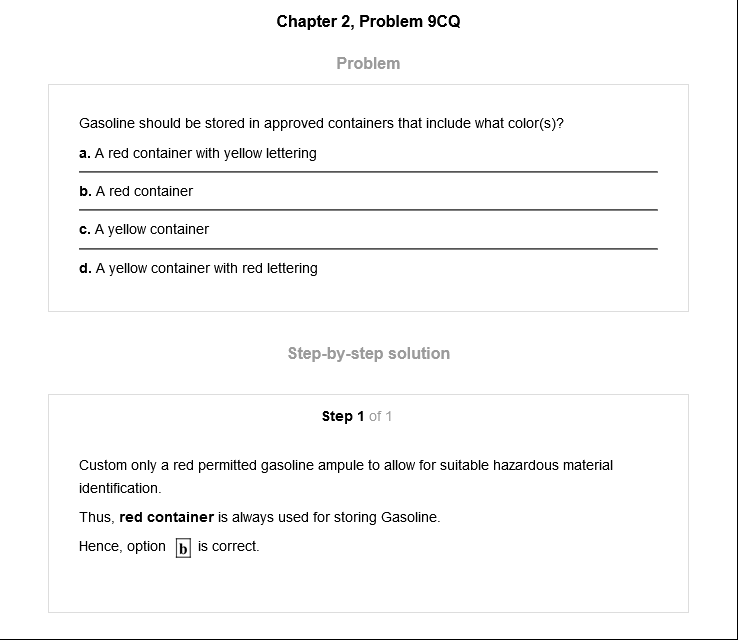 Chapter 2, Problem 9CQ
Problem
Gasoline should be stored in approved containers that include what color(s)?
a. A red container with yellow lettering
b. A red container
c. A yellow container
d. A yellow container with red lettering
Step-by-step solution
Step 1 of 1
Custom only a red permitted gasoline ampule to allow for suitable hazardous material
identification.
Thus, red container is always used for storing Gasoline.
Hence, option b is correct.